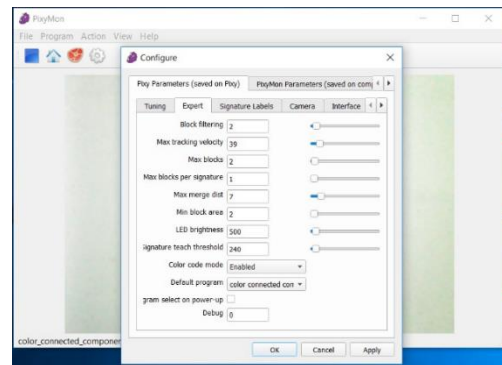 PixyMon
File Program Action View Help
Configure
Pixy Parameters (saved on Pixy) PixyMon Parameters (saved on com
Tuning Expert Signature Labels Camera Interface
Block filtering 2
Max tracking velocity 39
Max blocks 2
Max blocks per signature 1
Max merge dist 7
Min block area 2
LED brightness 500
ignature teach threshold 240
Color code mode Enabled
Default program color connected con
gram select on power-up
Debug 0
OK Cancel Apply
color_connected_componen